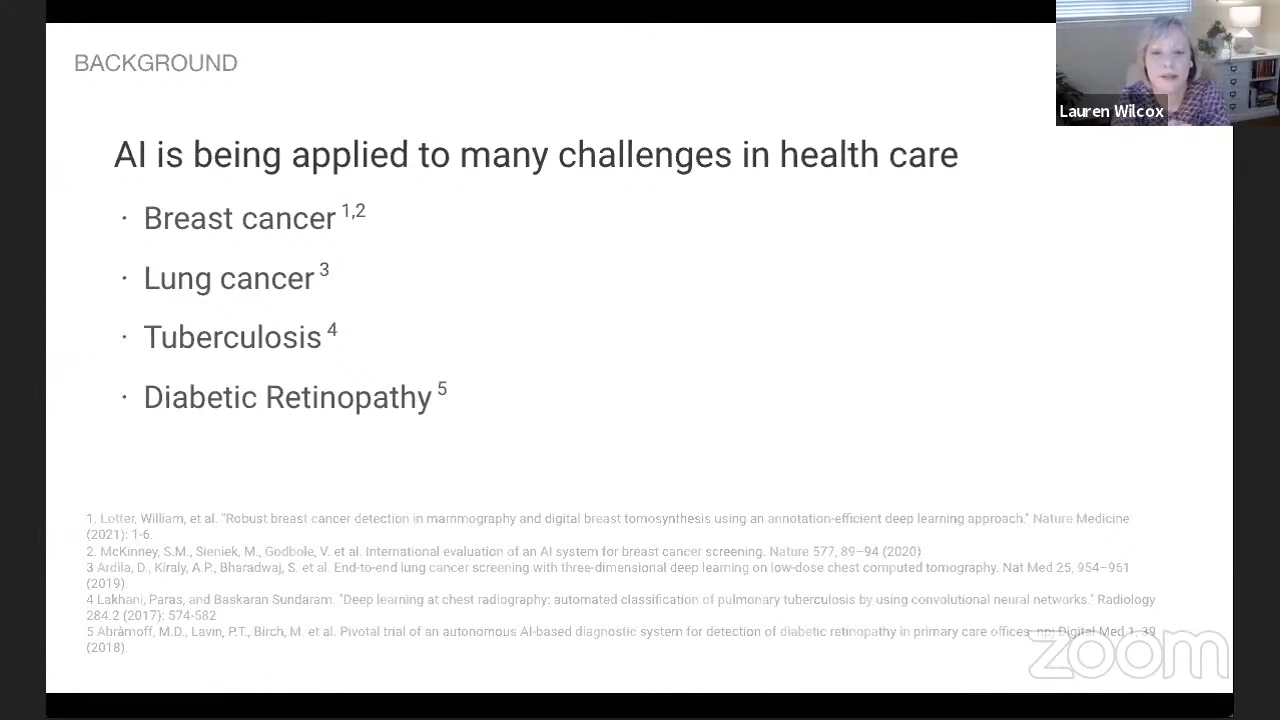 BACKGROUND
Lauren Wilcox
AI is being applied to many challenges in health care
· Breast cancer 1,2
· Lung cancer 3
· Tuberculosis 4
· Diabetic Retinopathy 5
1. Lotter, William, et al. "Robust breast cancer detection in mammography and digital breast tomosynthesis using an annotation-efficient deep learning approach." Nature Medicine
(2021): 1-6.
2. McKinney, S.M., Sieniek, M., Godbole, V. et al. International evaluation of an AI system for breast cancer screening. Nature 577, 89–94 (2020)
3 Ardila, D., Kiraly, A.P., Bharadwaj, S. et al. End-to-end lung cancer screening with three-dimensional deep learning on low-dose chest computed tomography. Nat Med 25, 954–961
(2019).
4 Lakhani, Paras, and Baskaran Sundaram. "Deep learning at chest radiography: automated classification of pulmonary tuberculosis by using convolutional neural networks." Radiology
284.2 (2017): 574-582
5 Abràmoff, M.D., Lavin, P.T., Birch, M. et al. Pivotal trial of an autonomous AI-based diagnostic system for detection of diabetic retinopathy in primary care offices. npj Digital Med 1, 39
(2018).
zoom